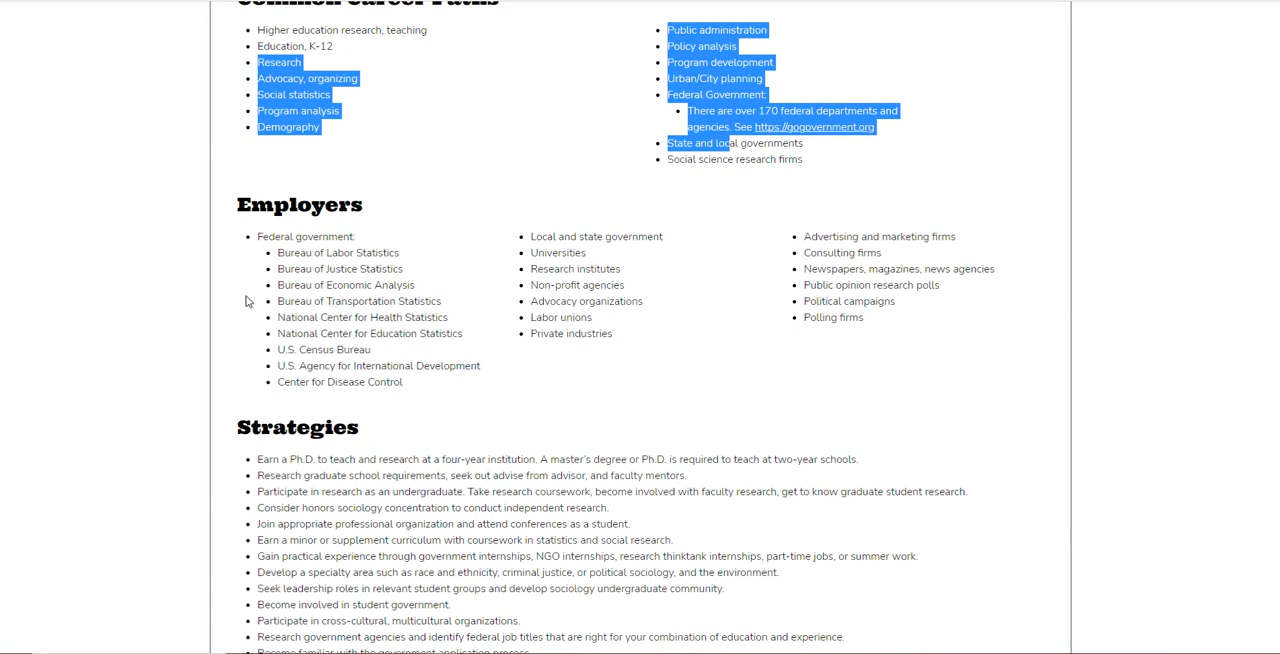 Common Career Paths
Higher education research, teaching
Education, K-12
Research
Advocacy, organizing
Social statistics
Program analysis
Demography
Public administration
Policy analysis
Program development
Urban/City planning
Federal Government:
There are over 170 federal departments and
agencies. See https://gogovernment.org
State and local governments
Social science research firms
Employers
Federal government:
Bureau of Labor Statistics
Bureau of Justice Statistics
Bureau of Economic Analysis
Bureau of Transportation Statistics
National Center for Health Statistics
National Center for Education Statistics
U.S. Census Bureau
U.S. Agency for International Development
Center for Disease Control
Local and state government
Universities
Research institutes
Non-profit agencies
Advocacy organizations
Labor unions
Private industries
Advertising and marketing firms
Consulting firms
Newspapers, magazines, news agencies
Public opinion research polls
Political campaigns
Polling firms
Strategies
Earn a Ph.D. to teach and research at a four-year institution. A master's degree or Ph.D. is required to teach at two-year schools.
Research graduate school requirements, seek out advise from advisor, and faculty mentors.
Participate in research as an undergraduate. Take research coursework, become involved with faculty research, get to know graduate student research.
Consider honors sociology concentration to conduct independent research.
Join appropriate professional organization and attend conferences as a student.
Earn a minor or supplement curriculum with coursework in statistics and social research.
Gain practical experience through government internships, NGO internships, research thinktank internships, part-time jobs, or summer work.
Develop a specialty area such as race and ethnicity, criminal justice, or political sociology, and the environment.
Seek leadership roles in relevant student groups and develop sociology undergraduate community.
Become involved in student government.
Participate in cross-cultural, multicultural organizations.
Research government agencies and identify federal job titles that are right for your combination of education and experience.
Become familiar with the government application process.